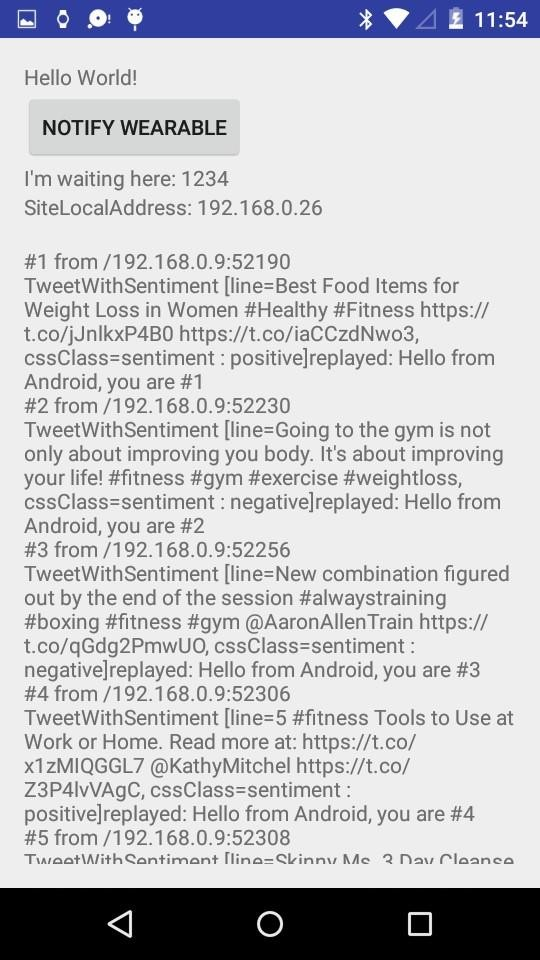 11:54
Hello World!
NOTIFY WEARABLE
I'm waiting here: 1234
SiteLocalAddress: 192.168.0.26
#1 from /192.168.0.9:52190
TweetWithSentiment [line=Best Food Items for
Weight Loss in Women #Healthy #Fitness https://
t.co/jJnlkxP4B0 https://t.co/iaCCzdNwo3,
cssClass=sentiment : positive]replayed: Hello from
Android, you are #1
#2 from /192.168.0.9:52230
TweetWithSentiment [line=Going to the gym is not
only about improving you body. It's about improving
your life! #fitness #gym #exercise #weightloss,
cssClass=sentiment : negative]replayed: Hello from
Android, you are #2
#3 from /192.168.0.9:52256
TweetWithSentiment [line=New combination figured
out by the end of the session #alwaystraining
#boxing #fitness #gym @AaronAllenTrain https://
t.co/qGdg2PmwUO, cssClass=sentiment :
negative]replayed: Hello from Android, you are #3
#4 from /192.168.0.9:52306
TweetWithSentiment [line=5 #fitness Tools to Use at
Work or Home. Read more at: https://t.co/
x1zMIQGGL7 @KathyMitchel https://t.co/
Z3P4lvVAgC, cssClass=sentiment :
positive]replayed: Hello from Android, you are #4
#5 from /192.168.0.9:52308
TweetWithSentiment [line=Skinny Ms. 3 Day Cleanse